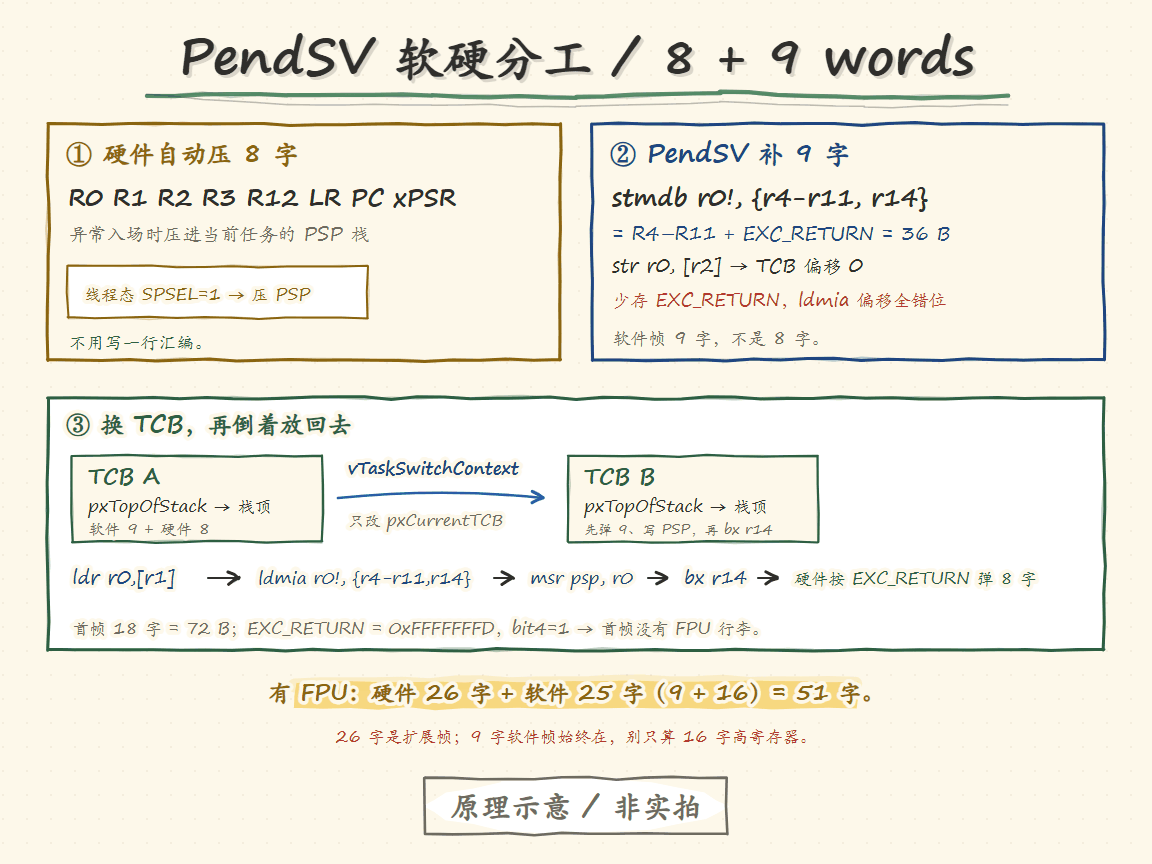 PendSV 软硬分工 / 8 + 9 words
① 硬件自动压 8 字
R0 R1 R2 R3 R12 LR PC xPSR
异常入场时压进当前任务的 PSP 栈
线程态 SPSEL=1 → 压 PSP
不用写一行汇编。
② PendSV 补 9 字
stmdb r0!, {r4-r11, r14}
= R4–R11 + EXC_RETURN = 36 B
str r0, [r2] → TCB 偏移 0
少存 EXC_RETURN，ldmia 偏移全错位
软件帧 9 字，不是 8 字。
③ 换 TCB，再倒着放回去
TCB A
pxTopOfStack → 栈顶
软件 9 + 硬件 8
vTaskSwitchContext
只改 pxCurrentTCB
TCB B
pxTopOfStack → 栈顶
先弹 9、写 PSP，再 bx r14
ldr r0,[r1] → ldmia r0!, {r4-r11,r14} → msr psp, r0 → bx r14 → 硬件按 EXC_RETURN 弹 8 字
首帧 18 字 = 72 B；EXC_RETURN = 0xFFFFFFFD，bit4=1 → 首帧没有 FPU 行李。
有 FPU：硬件 26 字 + 软件 25 字（9 + 16）= 51 字。
26 字是扩展帧；9 字软件帧始终在，别只算 16 字高寄存器。
原理示意 / 非实拍